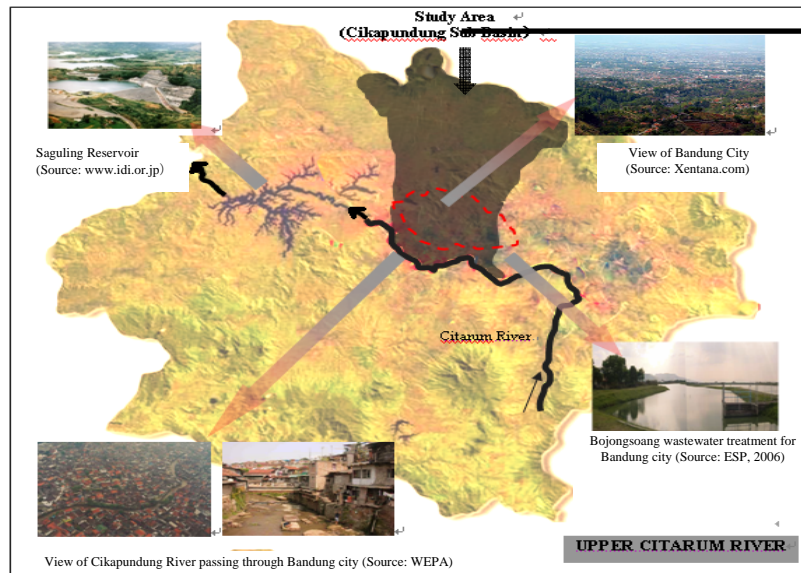 Study Area
(Cikapundung Sub Basin)
Saguling Reservoir
(Source: www.idi.or.jp)
View of Bandung City
(Source: Xentana.com)
Citarum River
Bojongsoang wastewater treatment for
Bandung city (Source: ESP, 2006)
UPPER CITARUM RIVER
View of Cikapundung River passing through Bandung city (Source: WEPA)